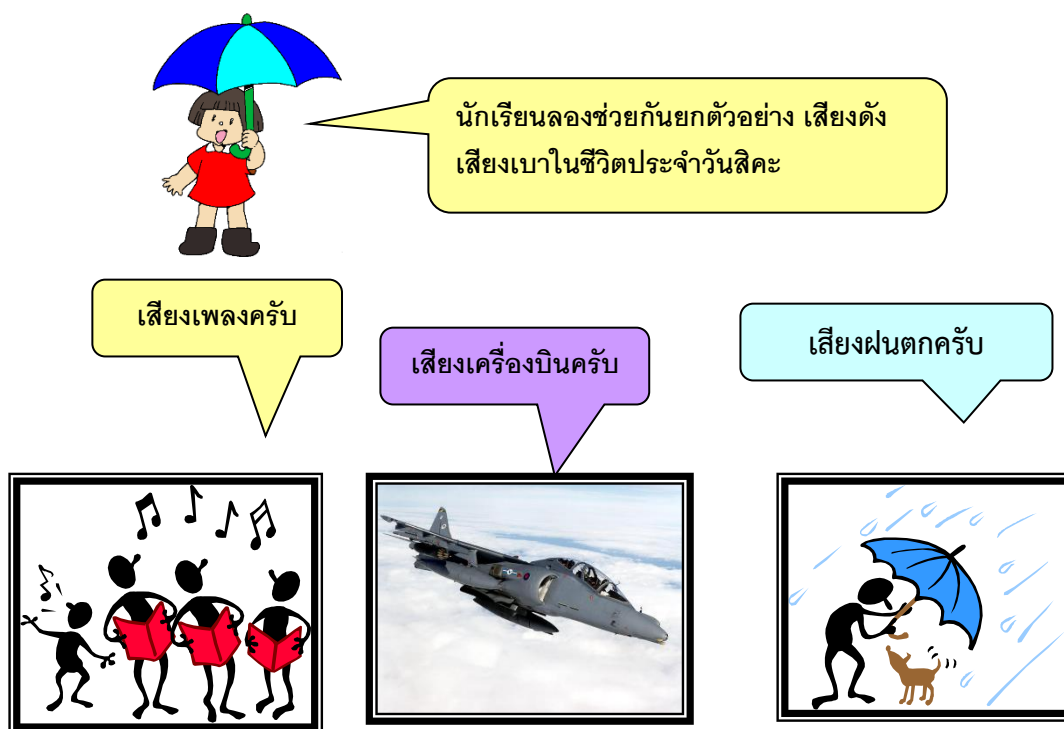 นักเรียนลองช่วยกันยกตัวอย่าง เสียงดัง
เสียงเบาในชีวิตประจำวันสิคะ
เสียงเพลงครับ
เสียงเครื่องบินครับ
เสียงฝนตกครับ